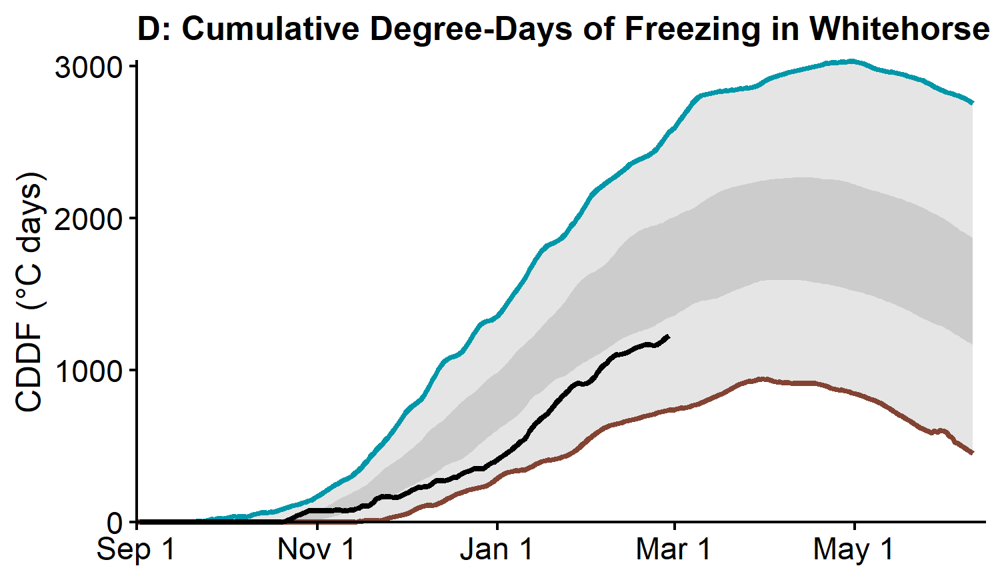 D: Cumulative Degree-Days of Freezing in Whitehorse
CDDF (°C days)
3000
2000
1000
0
Sep 1 Nov 1 Jan 1 Mar 1 May 1